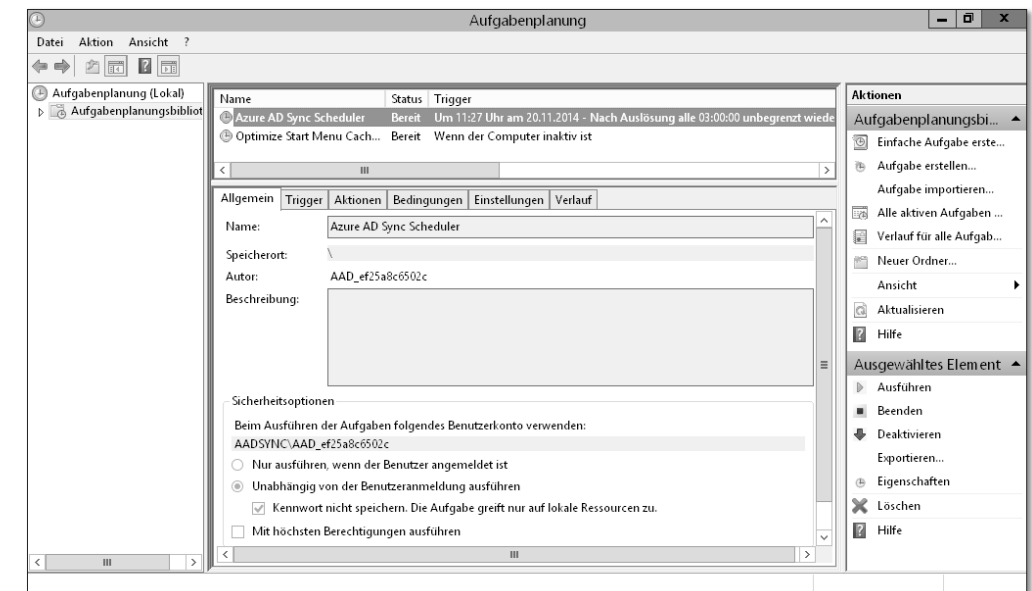 Aufgabenplanung
Datei Aktion Ansicht ?
Aufgabenplanung (Lokal)
Aufgabenplanungsbibliot
Name Status Trigger
Azure AD Sync Scheduler Bereit Um 11:27 Uhr am 20.11.2014 - Nach Auslösung alle 03:00:00 unbegrenzt wiede
Optimize Start Menu Cach... Bereit Wenn der Computer inaktiv ist
Allgemein Trigger Aktionen Bedingungen Einstellungen Verlauf
Name: Azure AD Sync Scheduler
Speicherort: \
Autor: AAD_ef25a8c6502c
Beschreibung:
Sicherheitsoptionen
Beim Ausführen der Aufgaben folgendes Benutzerkonto verwenden:
AADSYNC\AAD_ef25a8c6502c
Nur ausführen, wenn der Benutzer angemeldet ist
Unabhängig von der Benutzeranmeldung ausführen
Kennwort nicht speichern. Die Aufgabe greift nur auf lokale Ressourcen zu.
Mit höchsten Berechtigungen ausführen
Aktionen
Aufgabenplanungsbi...
Einfache Aufgabe erste...
Aufgabe erstellen...
Aufgabe importieren...
Alle aktiven Aufgaben ...
Verlauf für alle Aufgab...
Neuer Ordner...
Ansicht
Aktualisieren
Hilfe
Ausgewähltes Element
Ausführen
Beenden
Deaktivieren
Exportieren...
Eigenschaften
Löschen
Hilfe